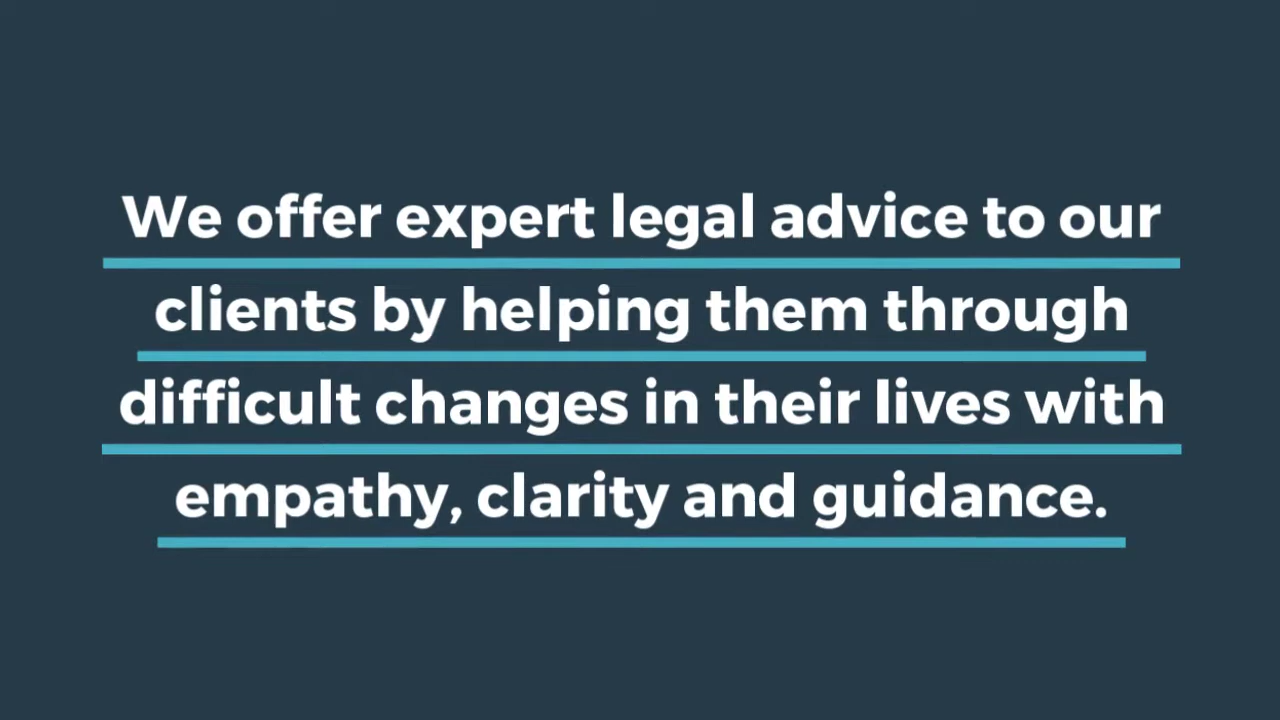 We offer expert legal advice to our
clients by helping them through
difficult changes in their lives with
empathy, clarity and guidance.